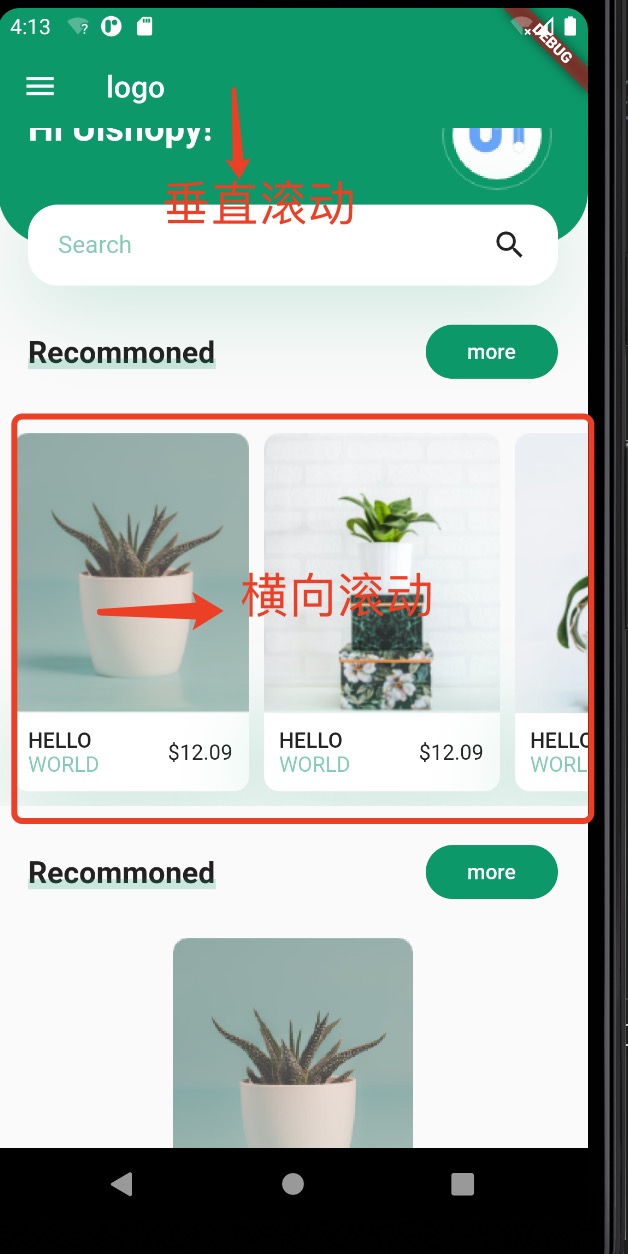 4:13
DEBUG
logo
Hi Uishopy!
垂直滚动
Search
Recommoned
more
横向滚动
HELLO
WORLD
$12.09
HELLO
WORLD
$12.09
HELLO
WORL
Recommoned
more